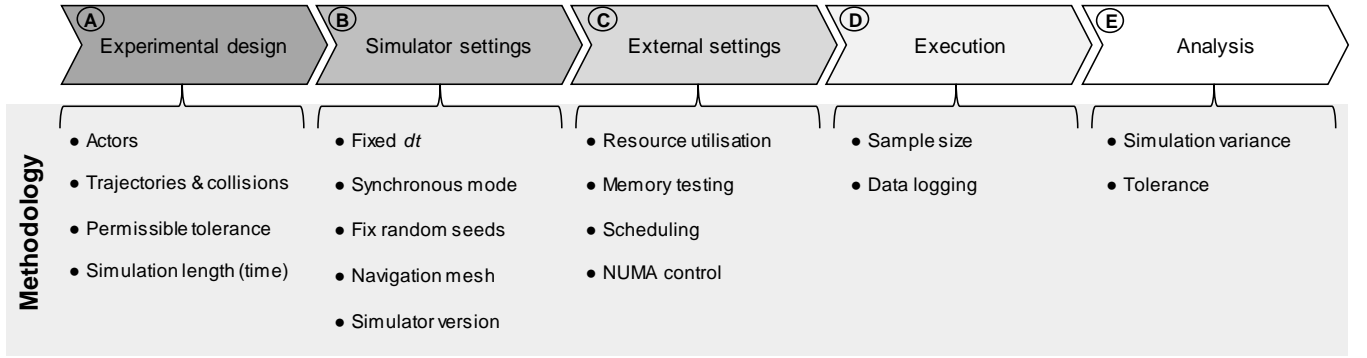 A
Experimental design
B
Simulator settings
C
External settings
D
Execution
E
Analysis
Methodology
● Actors
● Trajectories & collisions
● Permissible tolerance
● Simulation length (time)
● Fixed dt
● Synchronous mode
● Fix random seeds
● Navigation mesh
● Simulator version
● Resource utilisation
● Memory testing
● Scheduling
● NUMA control
● Sample size
● Data logging
● Simulation variance
● Tolerance